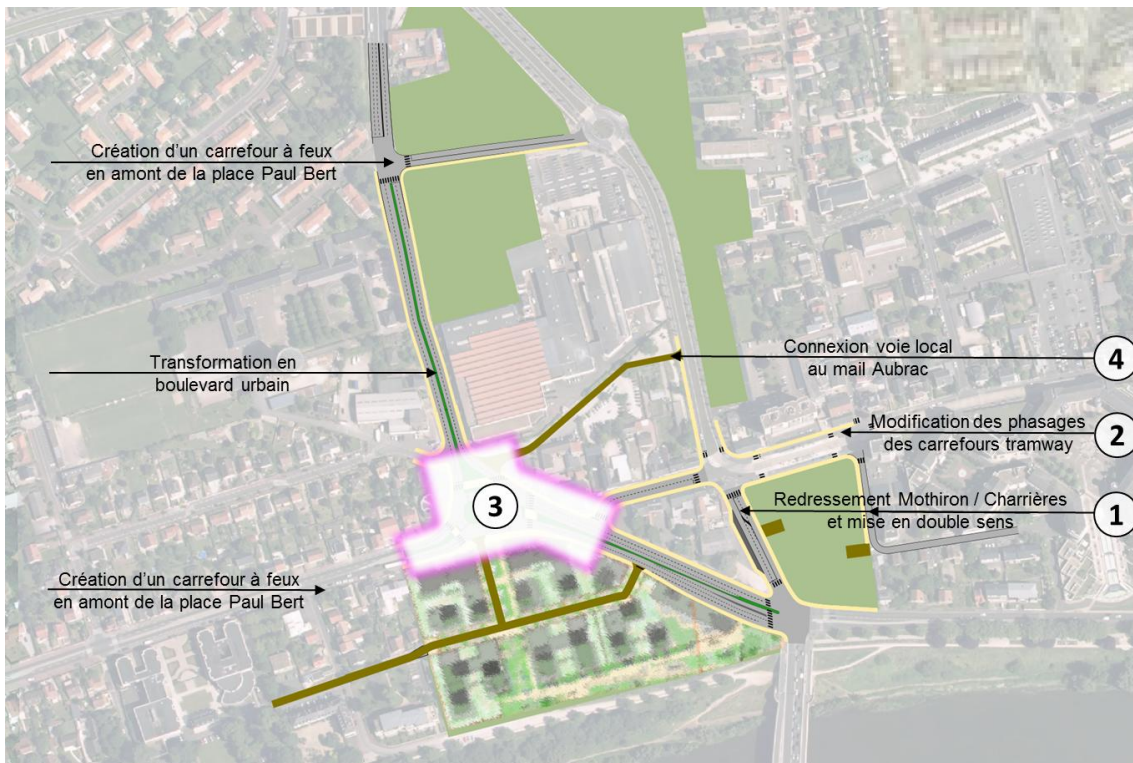 Création d'un carrefour à feux
en amont de la place Paul Bert
Transformation en
boulevard urbain
Connexion voie local
au mail Aubrac
4
Modification des phasages
des carrefours tramway
2
Redressement Mothiron / Charrières
et mise en double sens
1
3
Création d'un carrefour à feux
en amont de la place Paul Bert